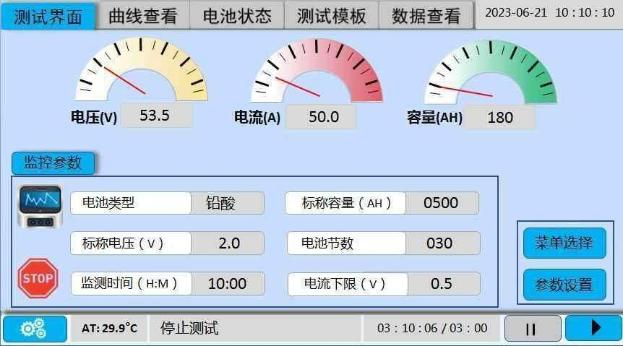 测试界面 曲线查看 电池状态 测试模板 数据查看 2023-06-21 10:10:10
电压(V) 53.5 电流(A) 50.0 容量(AH) 180
监控参数
电池类型 铅酸 标称容量(AH) 0500
标称电压(V) 2.0 电池节数 030
菜单选择
STOP 监测时间(H:M) 10:00 电流下限(V) 0.5
参数设置
AT:29.9°C 停止测试 03:10:06/03:00